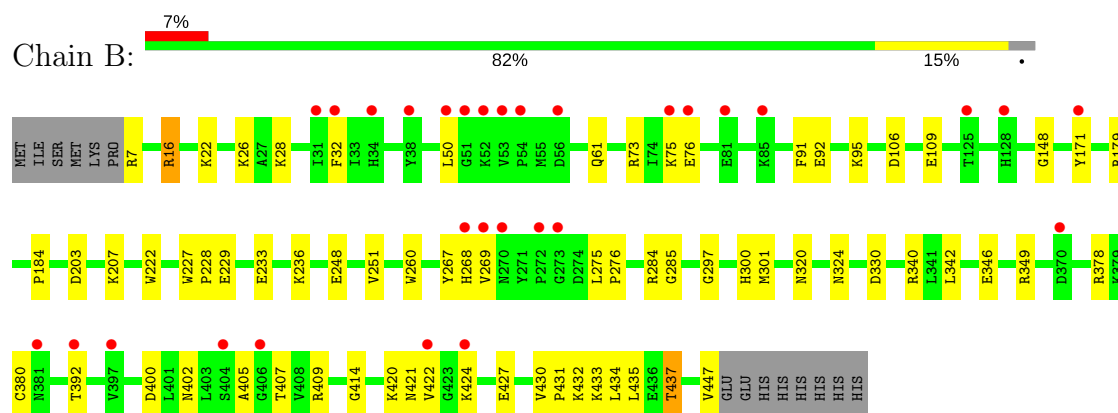 7%
Chain B:
82% 15% •
MET ILE SER MET LYS PRO R7 R16 K22 K26 A27 K28 I31 F32 I33 H34 Y38 L50 G51 K52 V53 P54 M55 D56 Q61 R73 I74 K75 E76 E81 K85 F91 E92 K95 D106 E109 T125 H128 G148 Y171
P184 D203 K207 W222 W227 P228 E229 E233 K236 E248 V251 W260 Y267 H268 V269 N270 Y271 P272 G273 D274 L275 P276 R284 G285 G297 H300 M301 N320 N324 D330 R340 L341 L342 E346 R349 D370 R378
C380 N381 T392 V397 D400 L401 N402 L403 S404 A405 G406 T407 V408 R409 G414 K420 N421 V422 G423 K424 E427 V430 P431 K432 K433 L434 L435 E436 T437 V447 GLU GLU HIS HIS HIS HIS HIS HIS